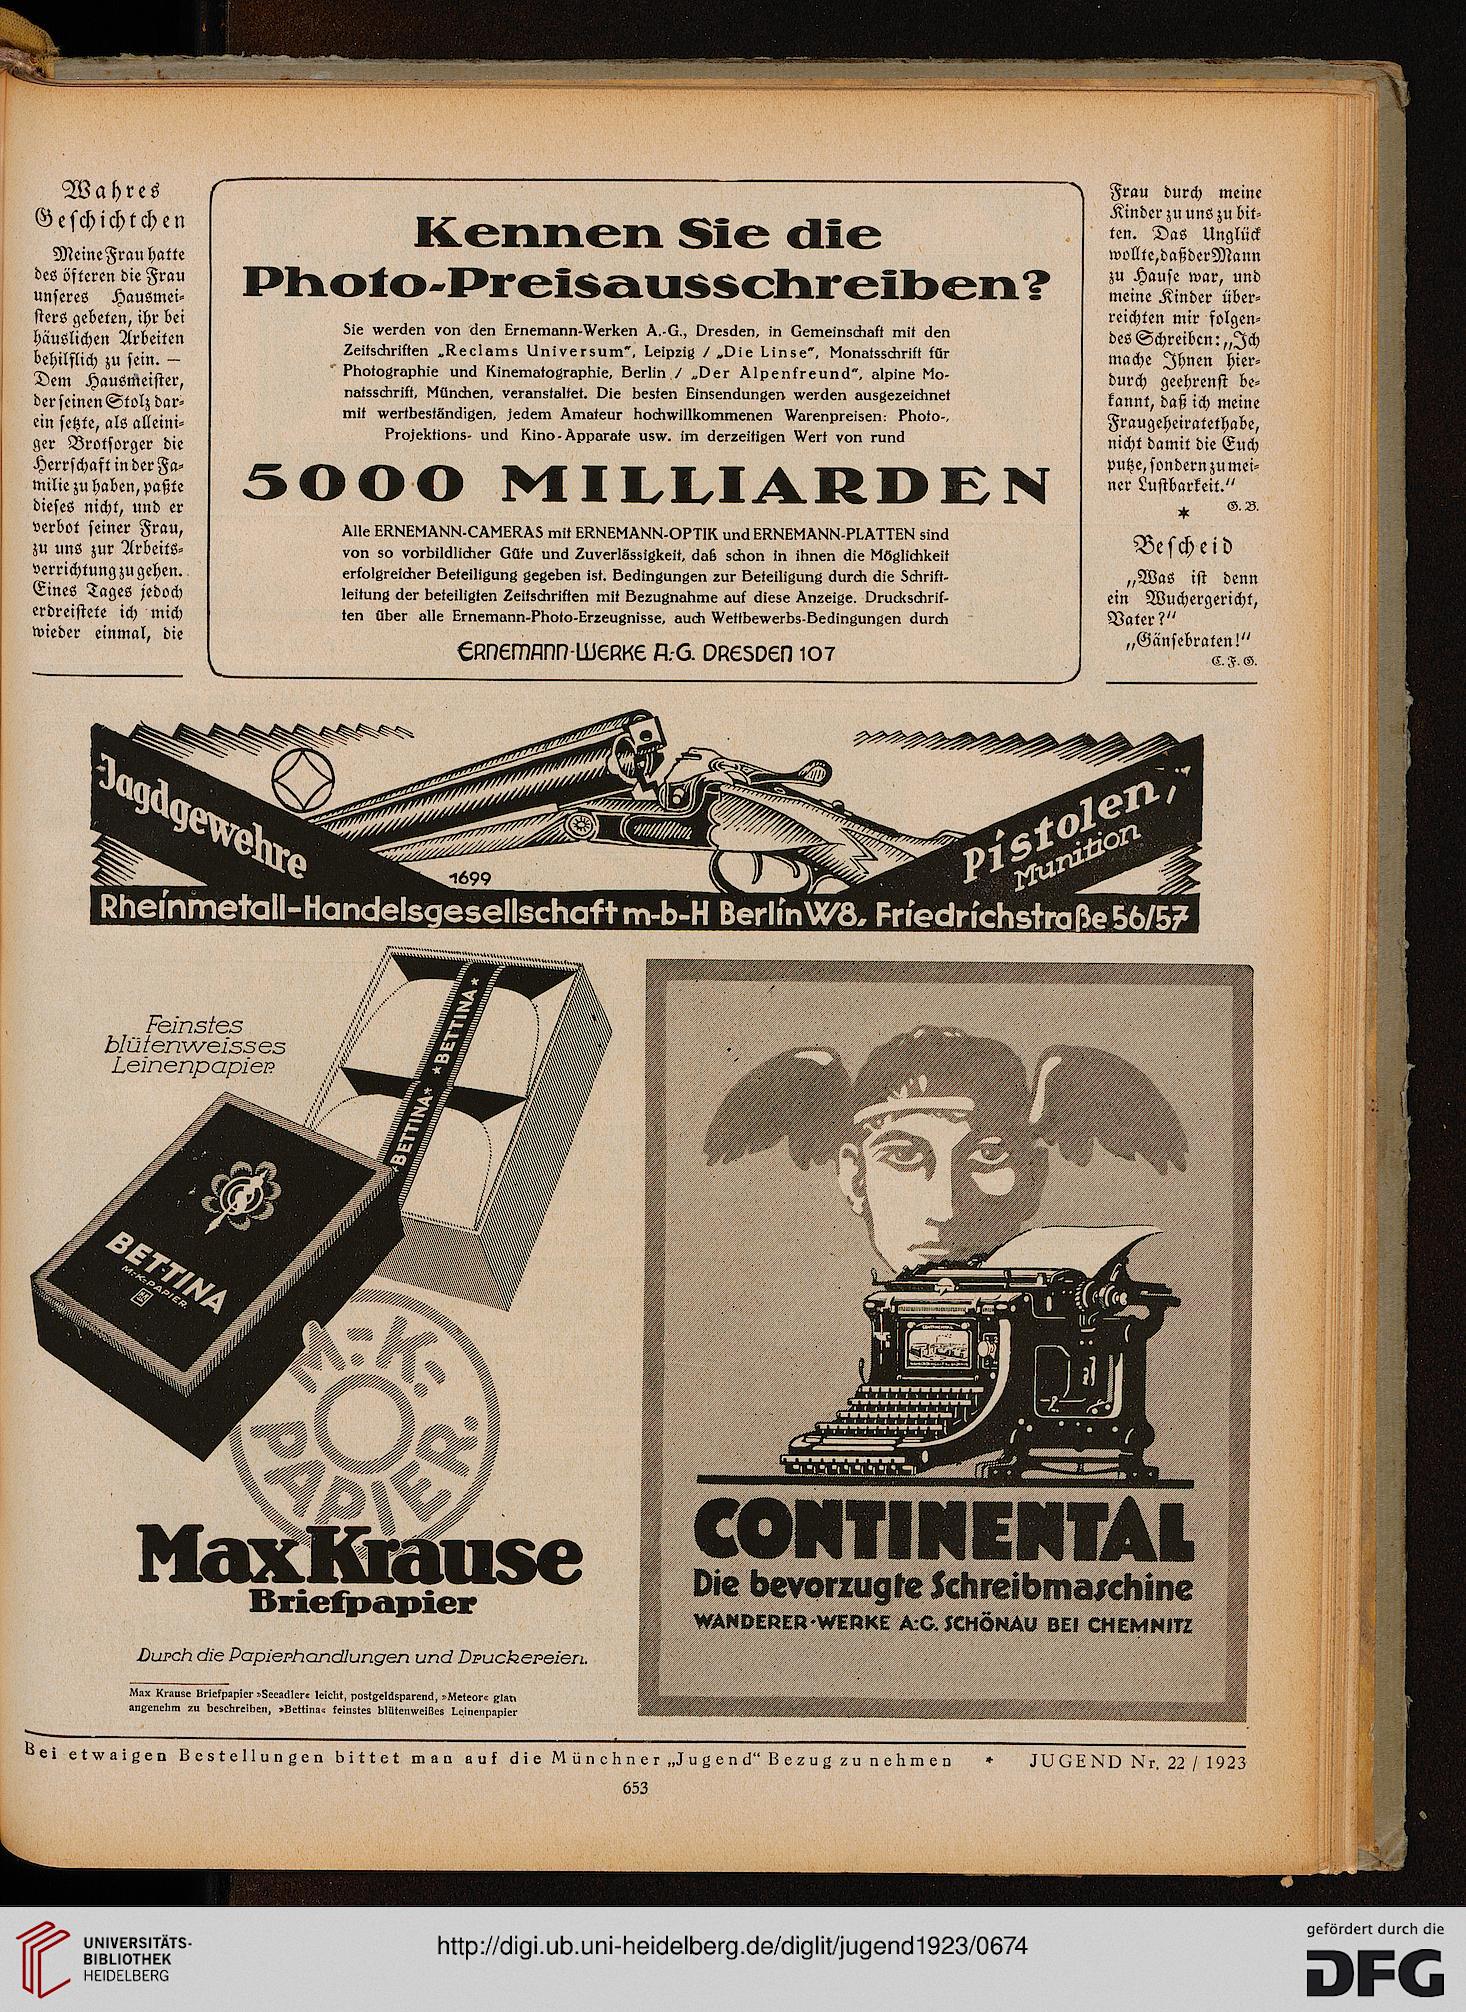 Wahres
Geschichtchen
Meine Frau hatte
des öfteren die Frau
unseres Hausmei-
sters gebeten, ihr bei
häuslichen Arbeiten
behilflich zu sein. —
Dem Hausmeister,
der seinen Stolz dar-
ein setzte, als alleini-
ger Brotsorger die
Herrschaft in der Fa-
milie zu haben, paßte
dieses nicht, und er
verbot seiner Frau,
zu uns zur Arbeits-
verrichtung zu gehen.
Eines Tages jedoch
erdreistete ich mich
wieder einmal, die
Kennen Sie die
Photo-Preisausschreiben?
Sie werden von den Ernemann-Werken A.-G., Dresden, in Gemeinschaft mit den
Zeitschriften „Reclams Universum“, Leipzig / „Die Linse“, Monatsschrift für
Photographie und Kinematographie, Berlin / „Der Alpenfreund“, alpine Mo-
natsschrift, München, veranstaltet. Die besten Einsendungen werden ausgezeichnet
mit wertbeständigen, jedem Amateur hochwillkommenen Warenpreisen: Photo-,
Projektions- und Kino-Apparate usw. im derzeitigen Wert von rund
5000 MILLIARDEN
Alle ERNEMANN-CAMERAS mit ERNEMANN-OPTIK und ERNEMANN-PLATTEN sind
von so vorbildlicher Güte und Zuverlässigkeit, daß schon in ihnen die Möglichkeit
erfolgreicher Beteiligung gegeben ist. Bedingungen zur Beteiligung durch die Schrift-
leitung der beteiligten Zeitschriften mit Bezugnahme auf diese Anzeige. Druckschrif-
ten über alle Ernemann-Photo-Erzeugnisse, auch Wettbewerbs-Bedingungen durch
ERNEMANN-WERKE A.-G. DRESDEN 107
Frau durch meine
Kinder zu uns zu bit-
ten. Das Unglück
wollte, daß der Mann
zu Hause war, und
meine Kinder über-
reichten mir folgen-
des Schreiben: „Ich
mache Ihnen hier-
durch geehrenst be-
kannt, daß ich meine
Frau geheiratet habe,
nicht damit die Euch
putze, sondern zu mei-
ner Lustbarkeit.“
G. B.
*
Bescheid
„Was ist denn
ein Wuchergericht,
Vater?“
„Gänsebraten!“
C. F. G.
Jagdgewehre
1699
Pistolen,
Munition
Rheinmetall-Handelsgesellschaft m-b-H Berlin W8, Friedrichstraße 56/57
Feinstes
blütenweisses
Leinenpapier.
*BETTINA* *BETTINA*
BETTINA
M.-K.-PAPIER
M.-K.-
PAPIER.
Max Krause
Briefpapier
Durch die Papierhandlungen und Druckereien.
Max Krause Briefpapier »Seeadler« leicht, postgeldsparend, »Meteor« glatt
angenehm zu beschreiben, »Bettina« feinstes blütenweißes Leinenpapier
CONTINENTAL
Die bevorzugte Schreibmaschine
WANDERER-WERKE A:G. SCHÖNAU BEI CHEMNITZ
Bei etwaigen Bestellungen bittet man auf die Münchner „Jugend“ Bezug zu nehmen * JUGEND Nr. 22 / 1923
653
UNIVERSITÄTS-
BIBLIOTHEK
HEIDELBERG
http://digi.ub.uni-heidelberg.de/diglit/jugend1923/0674
gefördert durch die
DFG